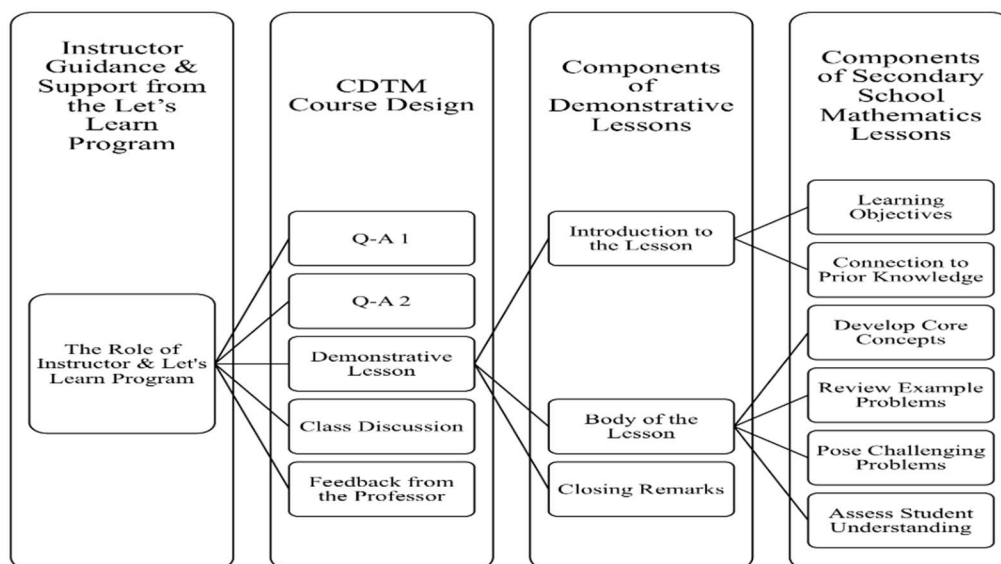 Instructor
Guidance &
Support from
the Let's
Learn
Program
The Role of
Instructor & Let's
Learn Program
CDTM
Course Design
Q-A 1
Q-A 2
Demonstrative
Lesson
Class Discussion
Feedback from
the Professor
Components
of
Demonstrative
Lessons
Introduction to
the Lesson
Body of the
Lesson
Closing Remarks
Components
of Secondary
School
Mathematics
Lessons
Learning
Objectives
Connection to
Prior Knowledge
Develop Core
Concepts
Review Example
Problems
Pose Challenging
Problems
Assess Student
Understanding